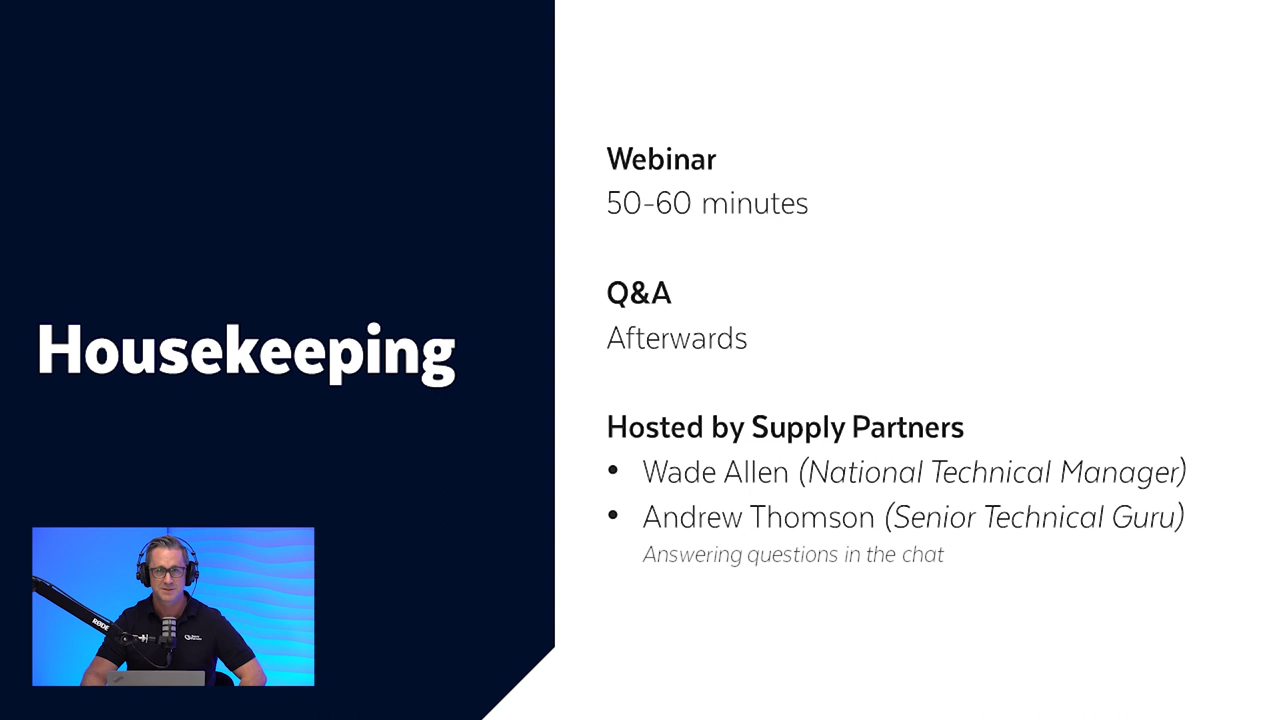 Housekeeping
Webinar
50-60 minutes
Q&A
Afterwards
Hosted by Supply Partners
• Wade Allen (National Technical Manager)
• Andrew Thomson (Senior Technical Guru)
Answering questions in the chat
RØDE